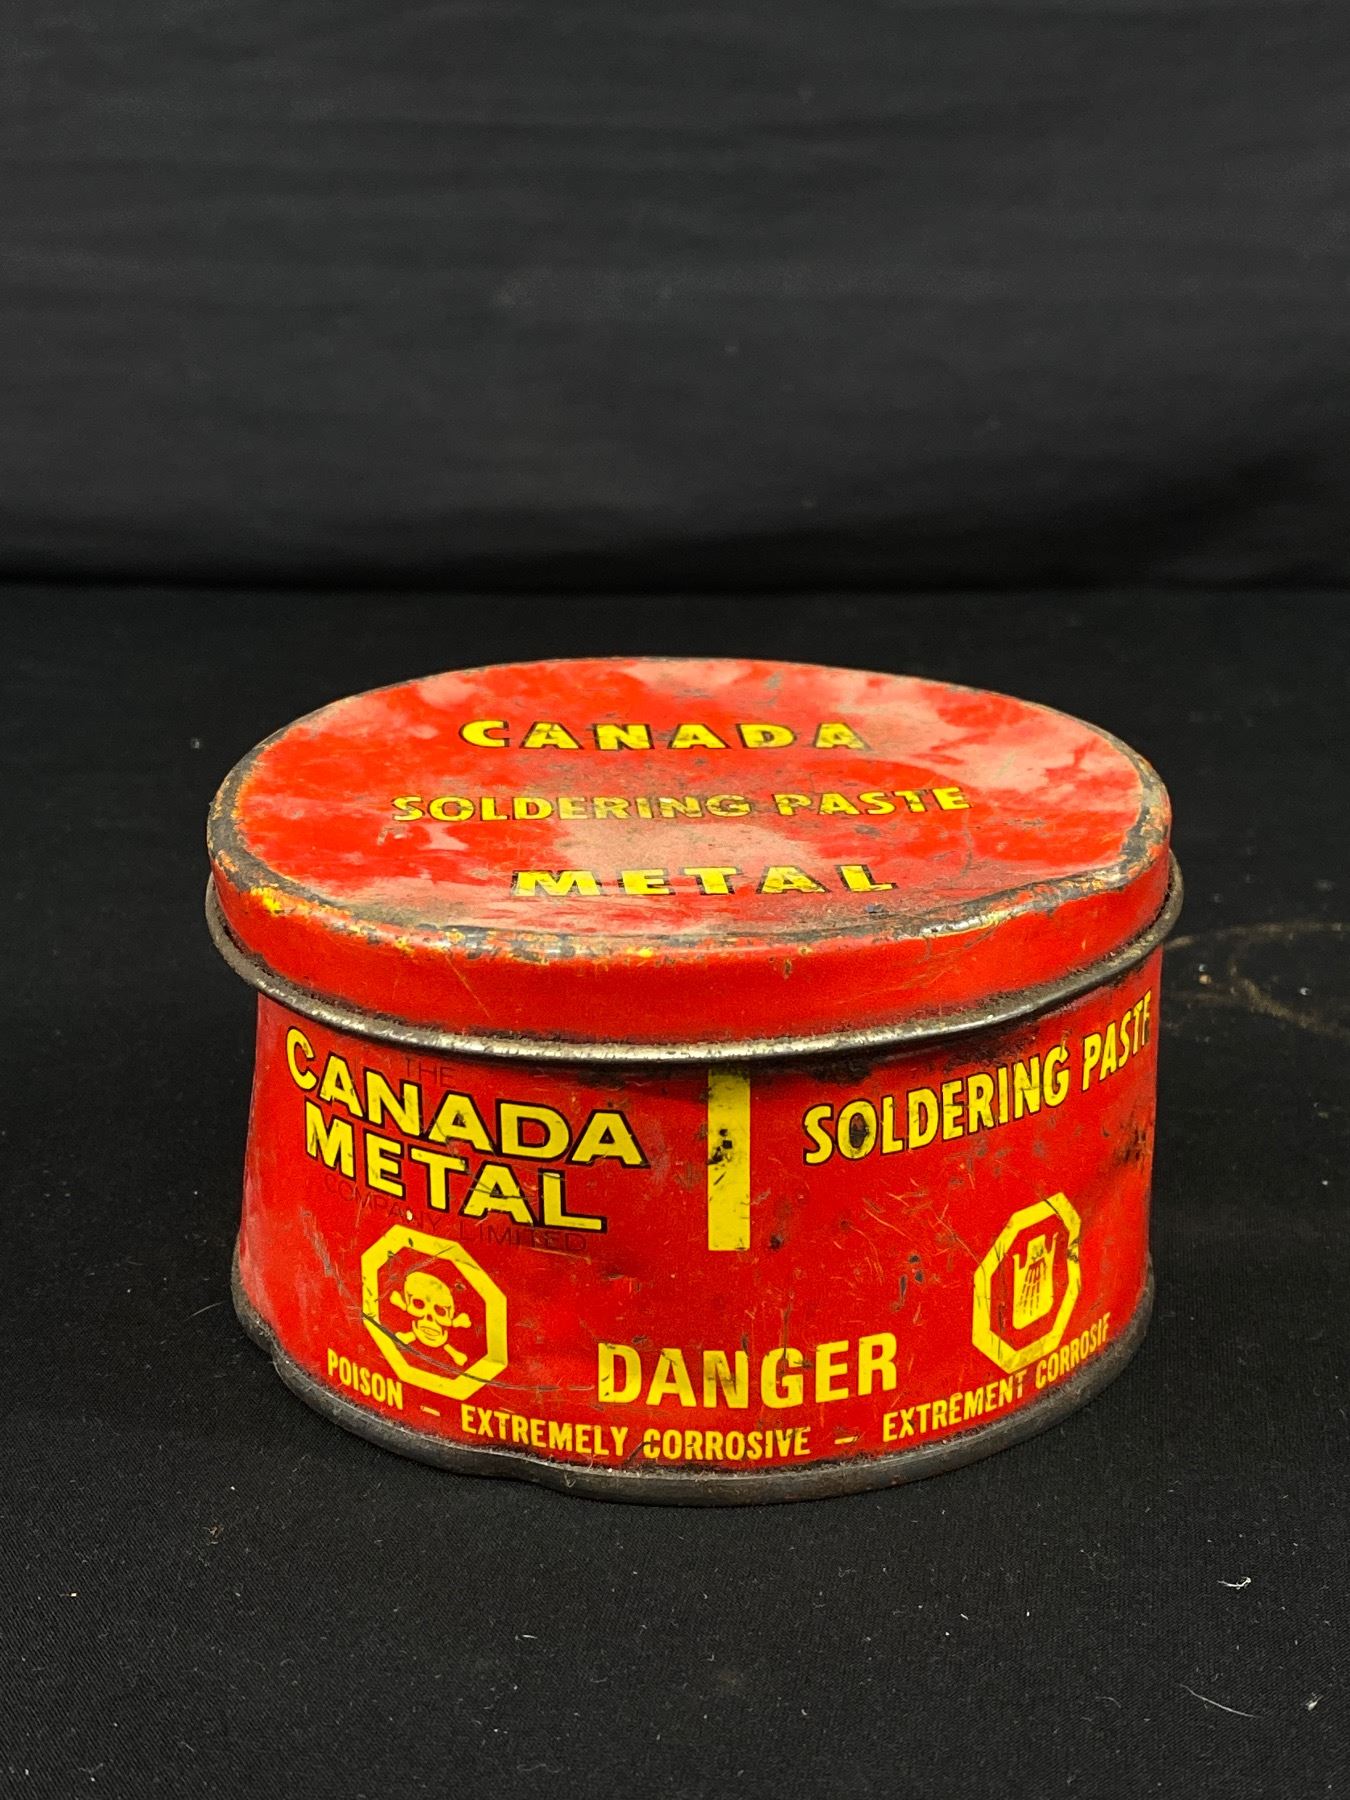 CANADA
SOLDERING PASTE
METAL
THE
CANADA
METAL
COMPANY LIMITED
SOLDERING PASTE
DANGER
POISON – EXTREMELY CORROSIVE – EXTREMENT CORROSIF